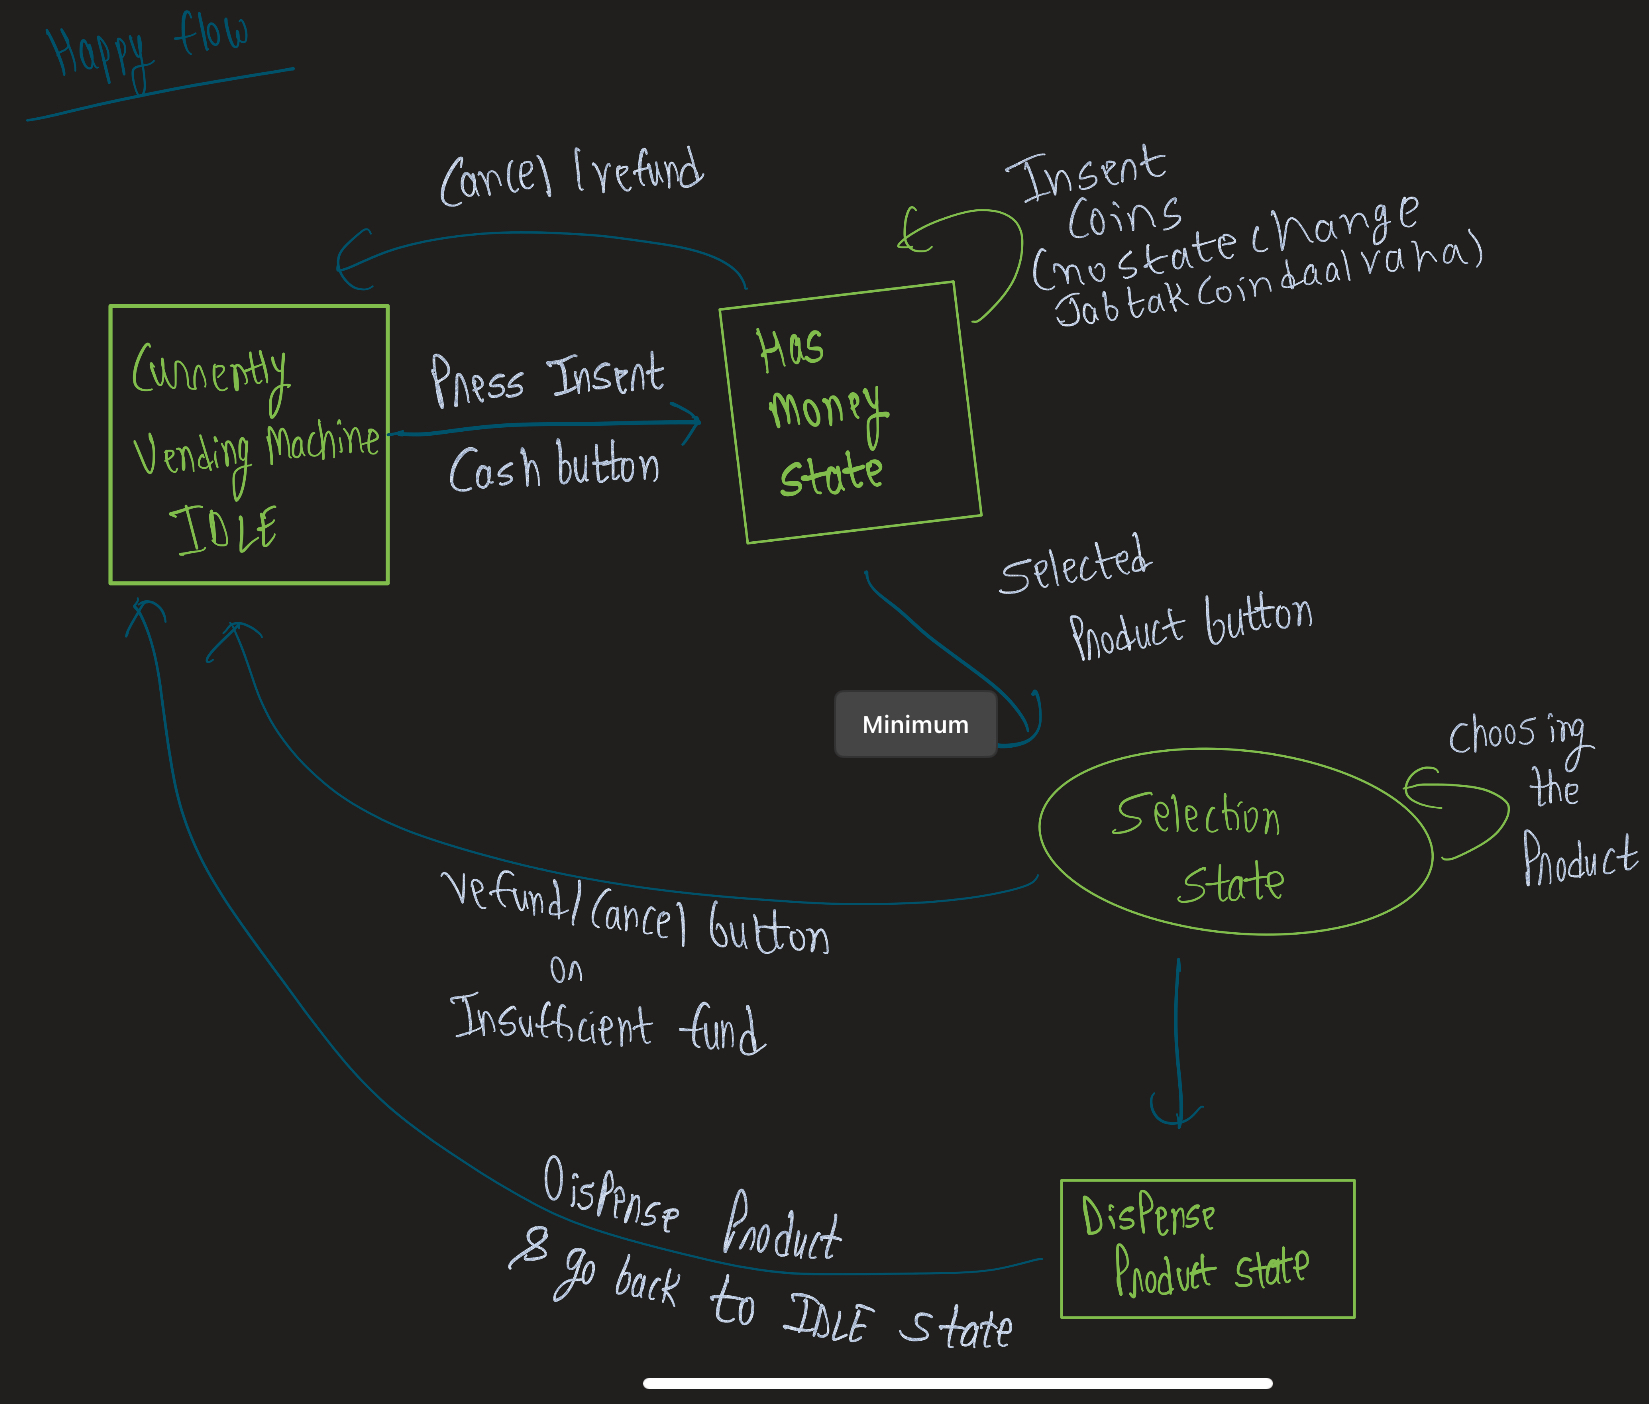 Happy flow
Cancel / refund
Insert
Coins
(no state change
Jab tak Coin daal raha)
Currently
Vending Machine
IDLE
Press Insert
Cash button
Has
Money
State
Selected
Product button
Minimum
Selection
State
Choosing
the
Product
refund/Cancel button
or
Insufficient fund
Dispense Product
& go back to IDLE state
Dispense
Product state